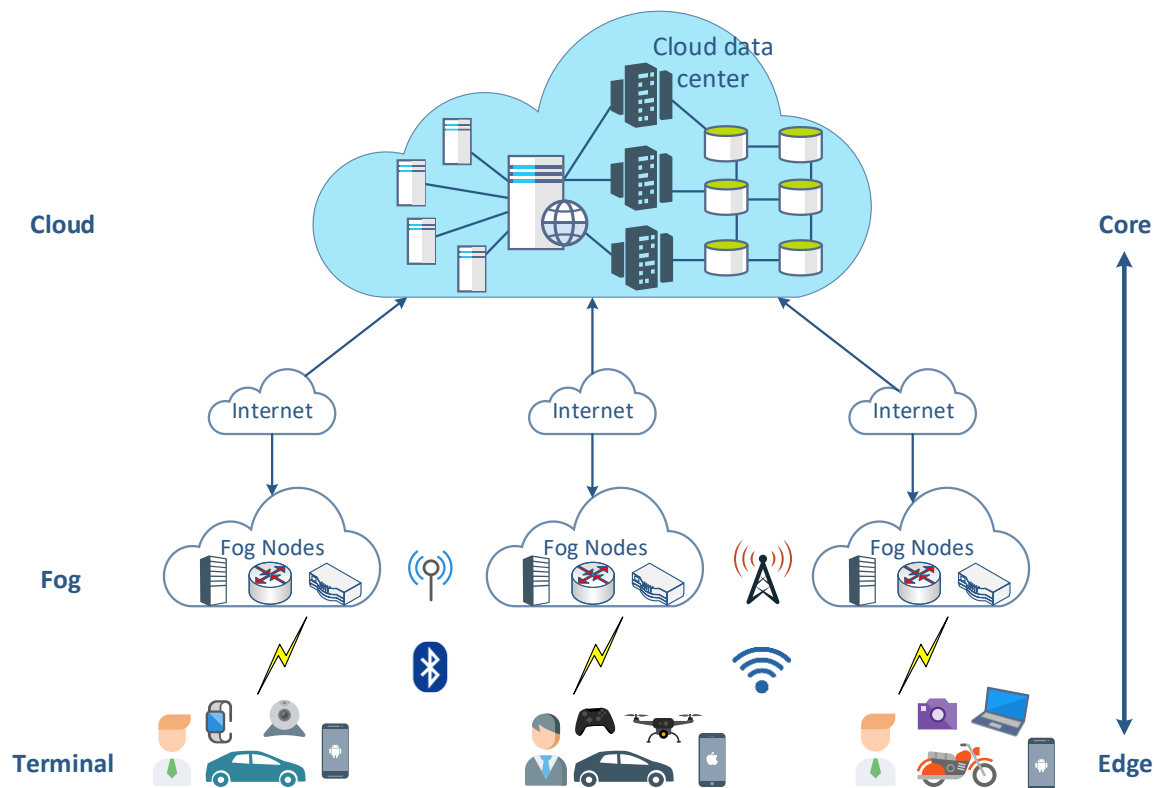 Cloud data
center
Cloud
Core
Internet
Internet
Internet
Fog Nodes
Fog Nodes
Fog Nodes
Fog
Terminal
Edge